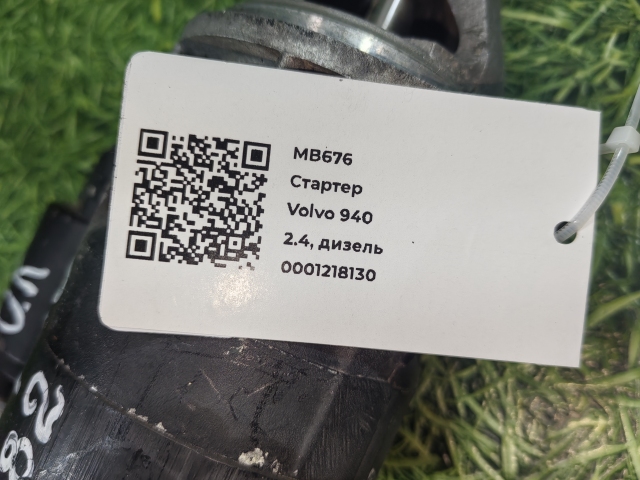 MB676
Стартер
Volvo 940
2.4, дизель
0001218130